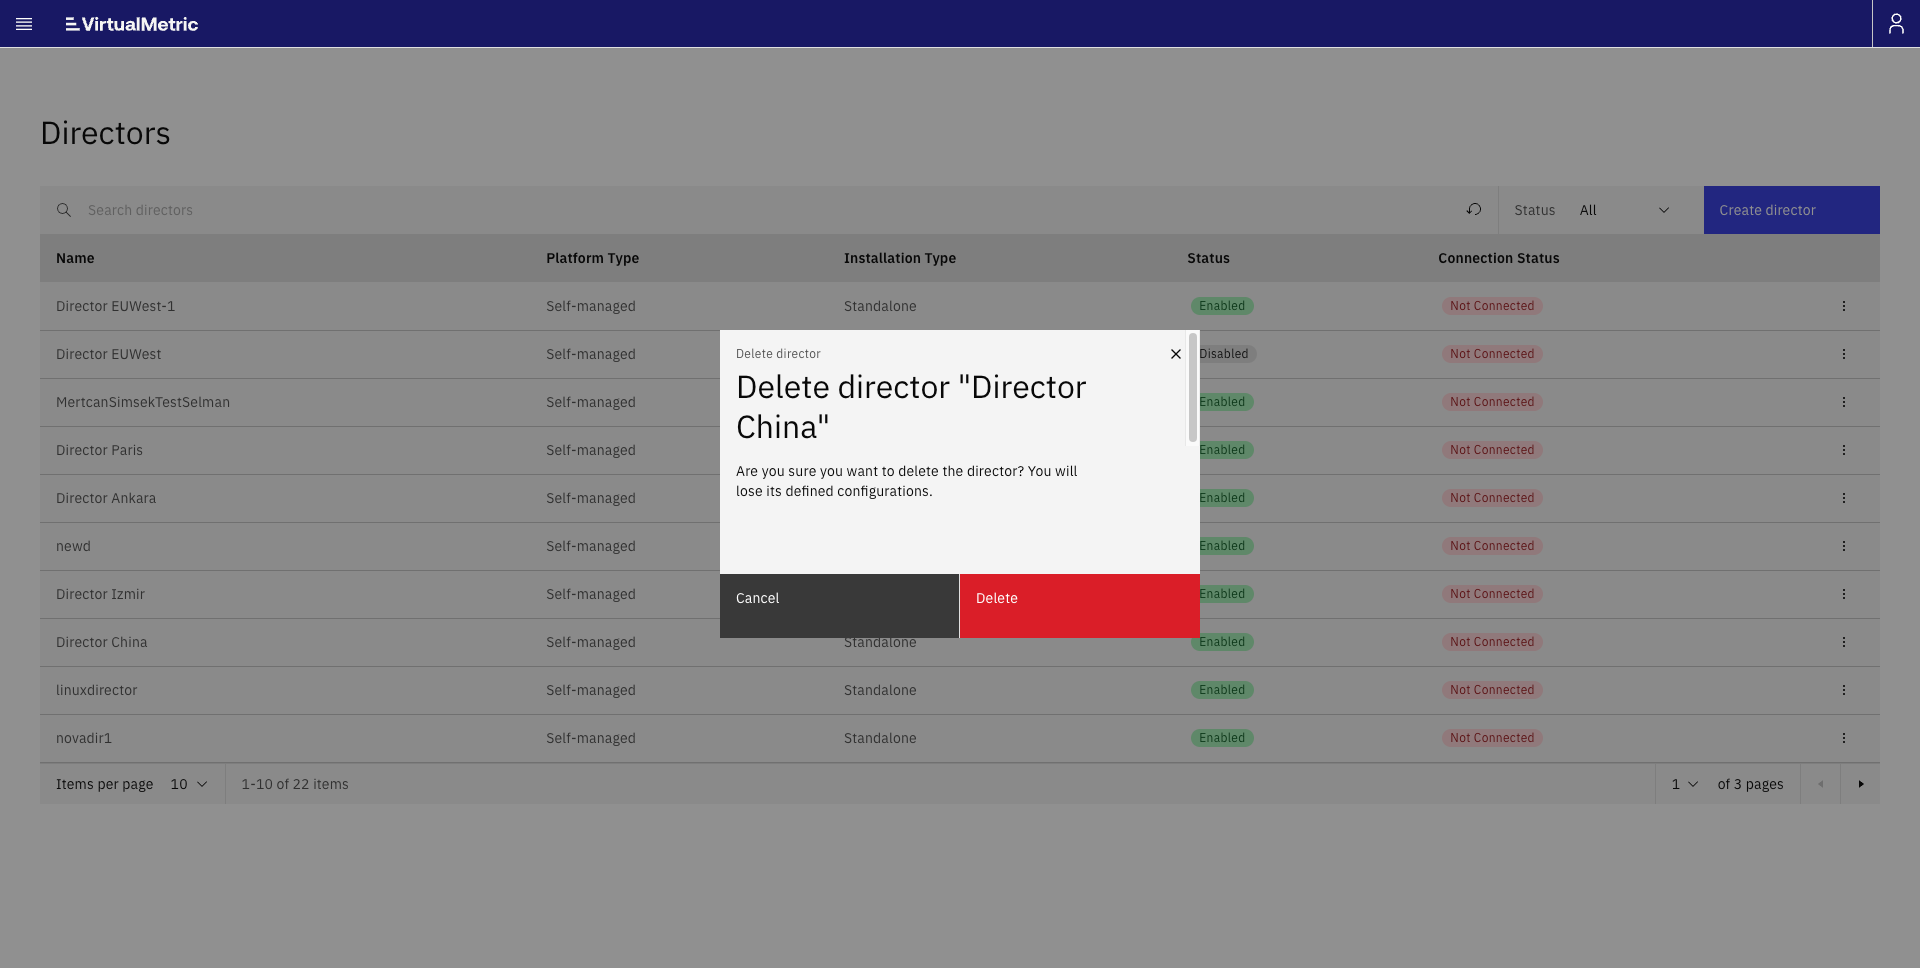 VirtualMetric
Directors
Search directors
Status All
Create director
Name Platform Type Installation Type Status Connection Status
Director EUWest-1 Self-managed Standalone Enabled Not Connected
Director EUWest Self-managed Disabled Not Connected
MertcanSimsekTestSelman Self-managed Enabled Not Connected
Director Paris Self-managed Enabled Not Connected
Director Ankara Self-managed Enabled Not Connected
newd Self-managed Enabled Not Connected
Director Izmir Self-managed Enabled Not Connected
Director China Self-managed Standalone Enabled Not Connected
linuxdirector Self-managed Standalone Enabled Not Connected
novadir1 Self-managed Standalone Enabled Not Connected
Items per page 10 1-10 of 22 items 1 of 3 pages
Delete director
Delete director "Director
China"
Are you sure you want to delete the director? You will
lose its defined configurations.
Cancel
Delete